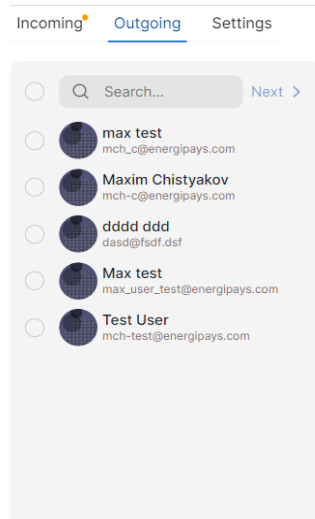 Incoming Outgoing Settings
Search... Next
max test
mch_c@energipays.com
Maxim Chistyakov
mch-c@energipays.com
dddd ddd
dasd@fsdf.dsf
Max test
max_user_test@energipays.com
Test User
mch-test@energipays.com